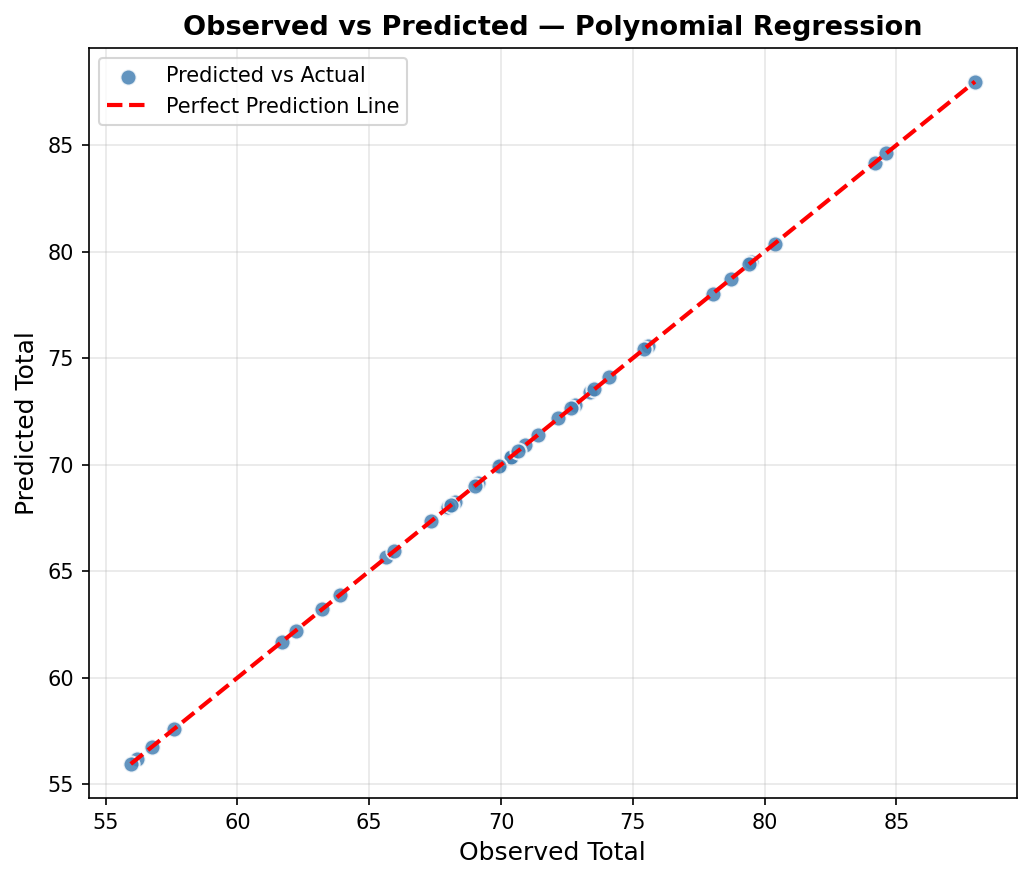 Observed vs Predicted — Polynomial Regression
Predicted vs Actual
Perfect Prediction Line
85
80
75
70
65
60
55
Predicted Total
55 60 65 70 75 80 85
Observed Total